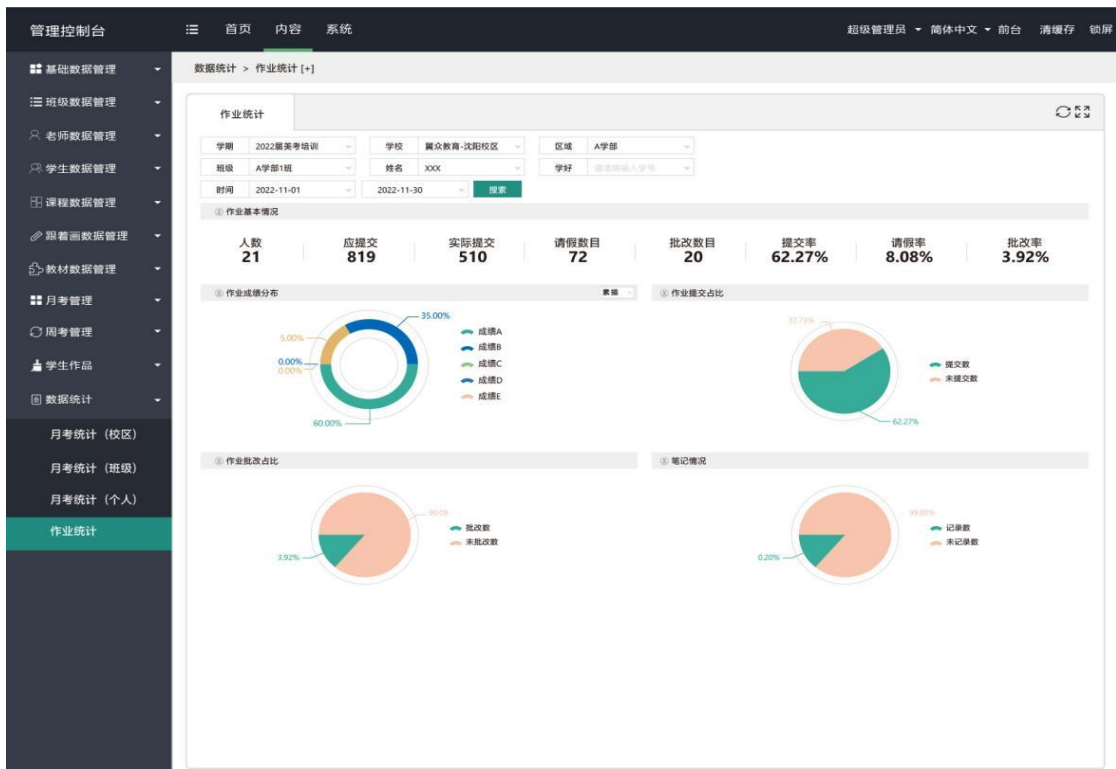 管理控制台 首页 内容 系统 超级管理员 简体中文 前台 清缓存 锁屏
基础数据管理
班级数据管理
老师数据管理
学生数据管理
课程数据管理
跟着画数据管理
教材数据管理
月考管理
周考管理
学生作品
数据统计
月考统计（校区）
月考统计（班级）
月考统计（个人）
作业统计
数据统计 > 作业统计 [+]
作业统计
学期 2022届美考培训 学校 翼众教育-沈阳校区 区域 A学部
班级 A学部1班 姓名 XXX 学好
时间 2022-11-01 2022-11-30 搜索
作业基本情况
人数 应提交 实际提交 请假数目 批改数目 提交率 请假率 批改率
21 819 510 72 20 62.27% 8.08% 3.92%
作业成绩分布 素描
35.00%
5.00%
0.00%
0.00%
60.00%
成绩A
成绩B
成绩C
成绩D
成绩E
作业提交占比
37.73%
62.27%
提交数
未提交数
作业批改占比
96.08
3.92%
批改数
未批改数
笔记情况
99.80%
0.20%
记录数
未记录数